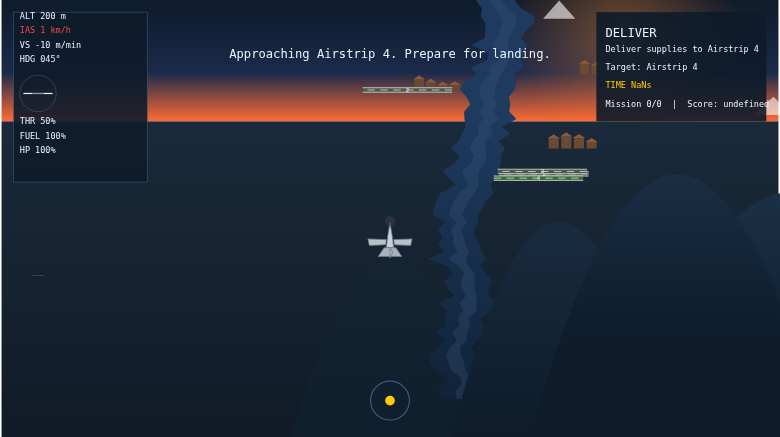 ALT 200 m
IAS 1 km/h
VS -10 m/min
HDG 045°
THR 50%
FUEL 100%
HP 100%
Approaching Airstrip 4. Prepare for landing.
DELIVER
Deliver supplies to Airstrip 4
Target: Airstrip 4
TIME NaNs
Mission 0/0 | Score: undefined